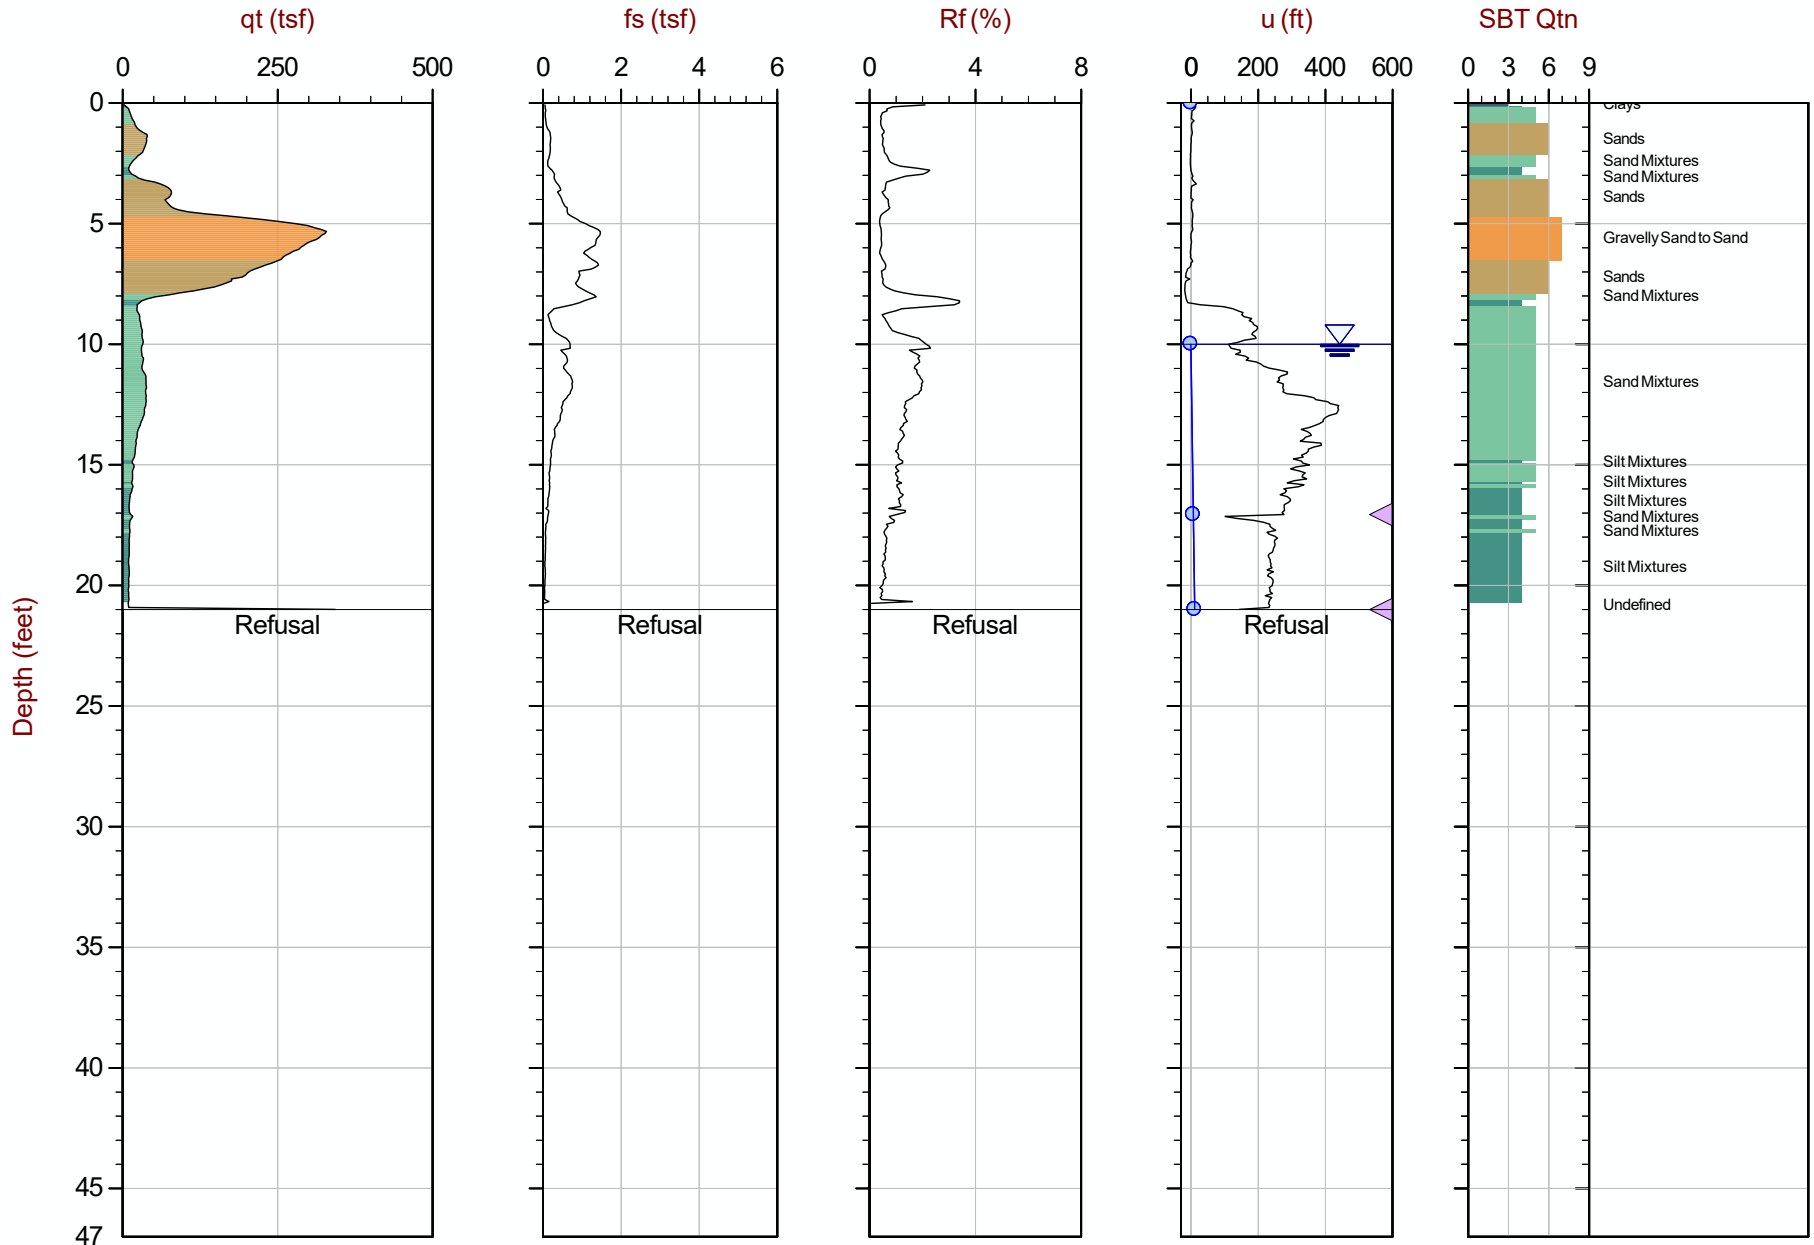 qt (tsf) fs (tsf) Rf (%) u (ft) SBT Qtn
0 250 500 0 2 4 6 0 4 8 0 200 400 600 0 3 6 9
0
Clays
Sands
Sand Mixtures
Sand Mixtures
Sands
5
Gravelly Sand to Sand
Sands
Sand Mixtures
10
Sand Mixtures
15
Silt Mixtures
Silt Mixtures
Silt Mixtures
Sand Mixtures
Sand Mixtures
Silt Mixtures
20
Undefined
Refusal Refusal Refusal Refusal
Depth (feet)
25
30
35
40
45
47